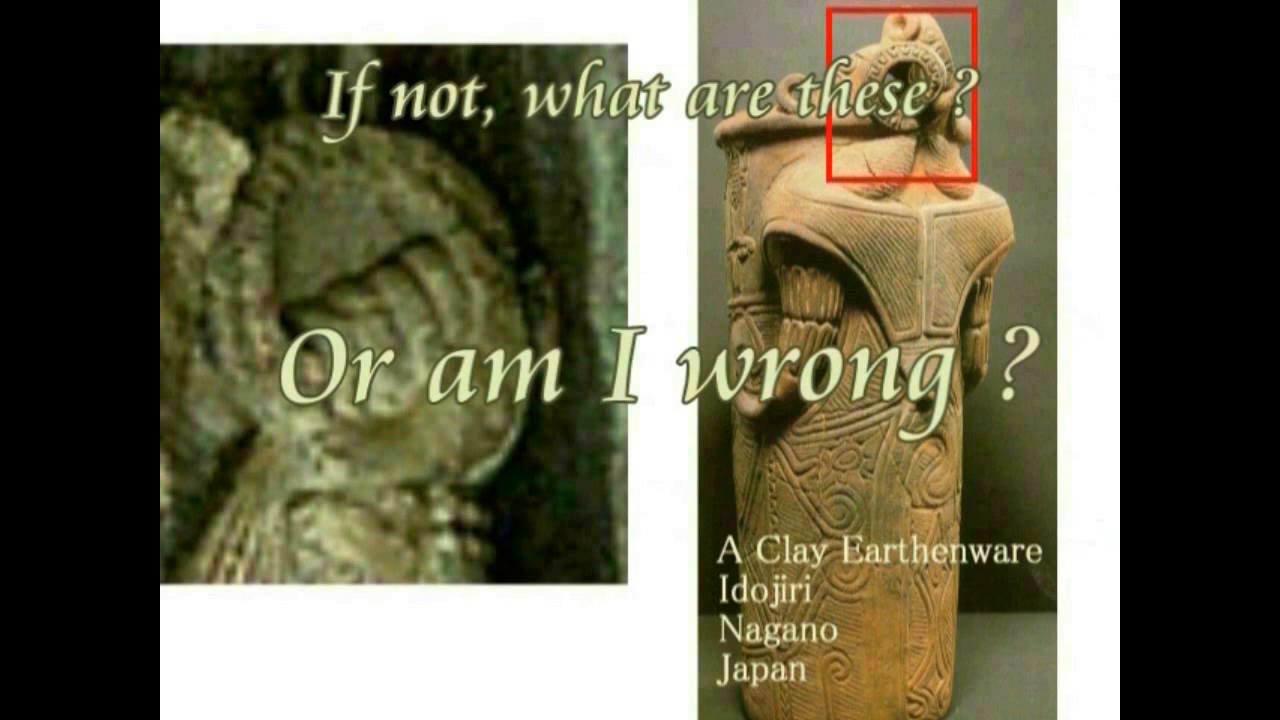 If not, what are these ?
Or am I wrong ?
A Clay Earthenware
Idojiri
Nagano
Japan